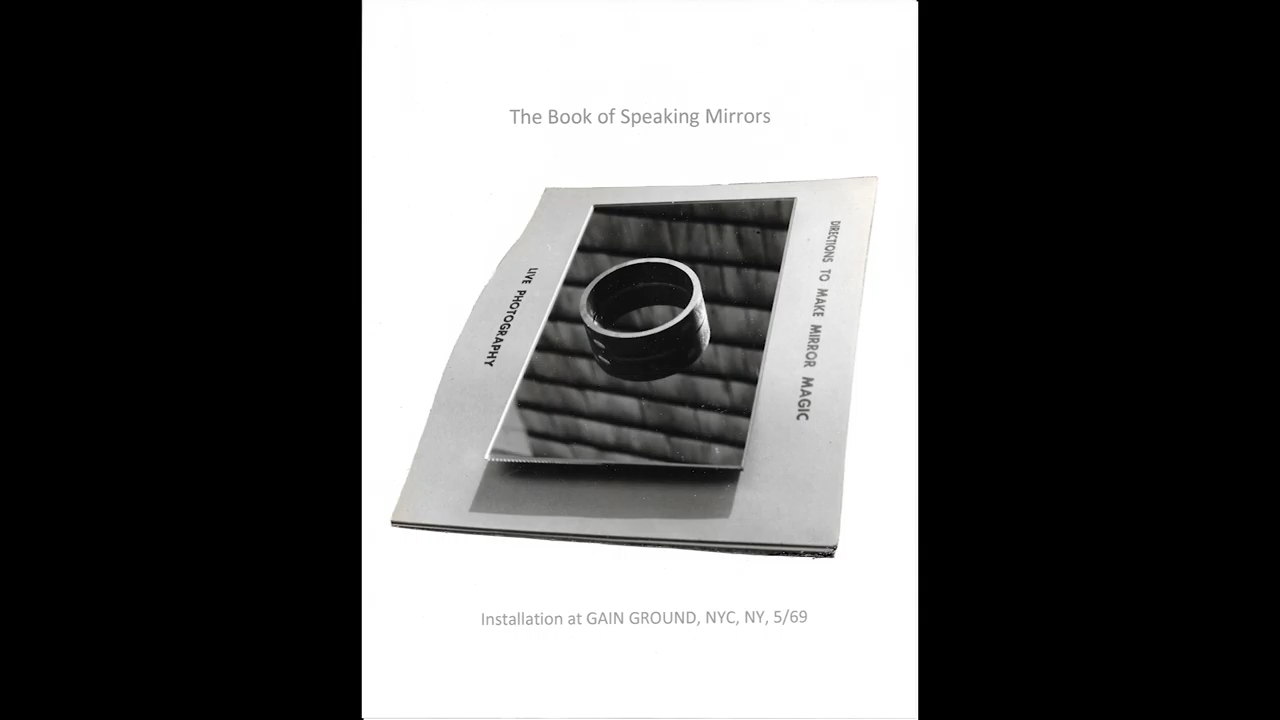 The Book of Speaking Mirrors
LIVE PHOTOGRAPHY
DIRECTIONS TO MAKE MIRROR MAGIC
Installation at GAIN GROUND, NYC, NY, 5/69